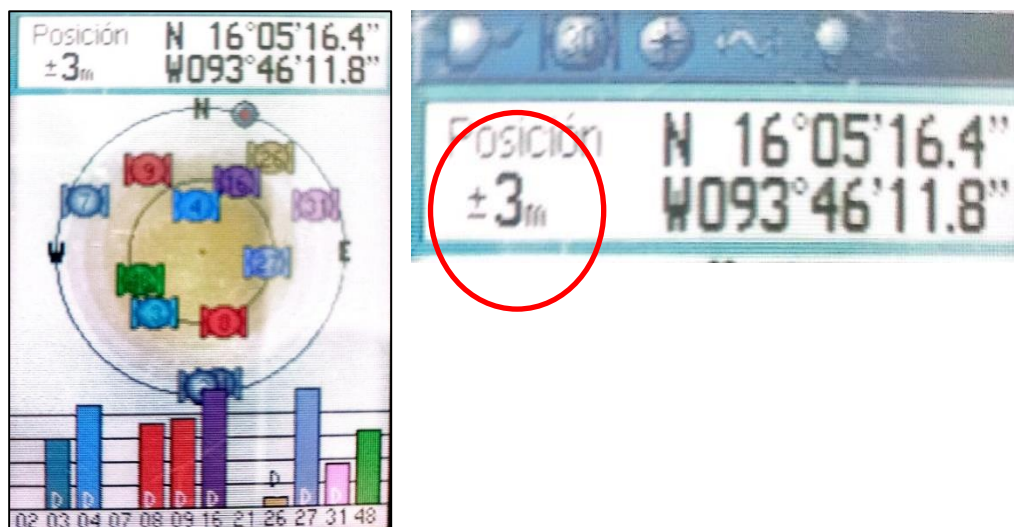 Posición N 16°05'16.4"
±3m W093°46'11.8"
N
26
9
16
4
7
31
W
E
27
3
8
D
D D D D D D D
02 03 04 07 08 09 16 21 26 27 31 48
30
Posición N 16°05'16.4"
±3m W093°46'11.8"